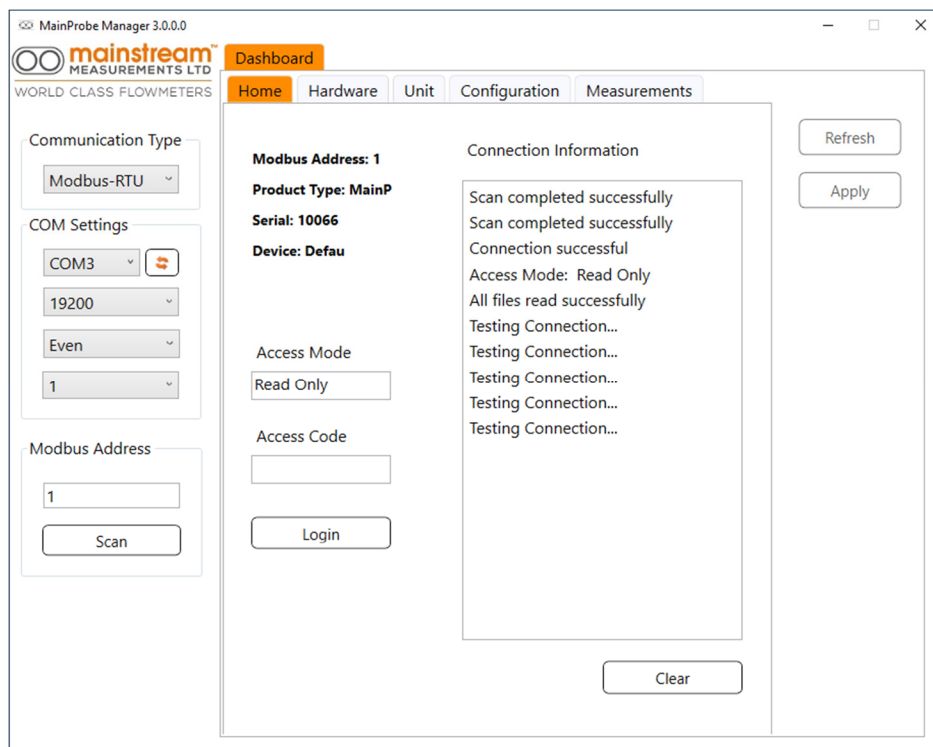 MainProbe Manager 3.0.0.0
mainstream™
MEASUREMENTS LTD
WORLD CLASS FLOWMETERS
Dashboard
Home Hardware Unit Configuration Measurements
Communication Type
Modbus-RTU
COM Settings
COM3
19200
Even
1
Modbus Address
1
Scan
Modbus Address: 1
Product Type: MainP
Serial: 10066
Device: Defau
Access Mode
Read Only
Access Code
Login
Connection Information
Scan completed successfully
Scan completed successfully
Connection successful
Access Mode: Read Only
All files read successfully
Testing Connection...
Testing Connection...
Testing Connection...
Testing Connection...
Testing Connection...
Clear
Refresh
Apply